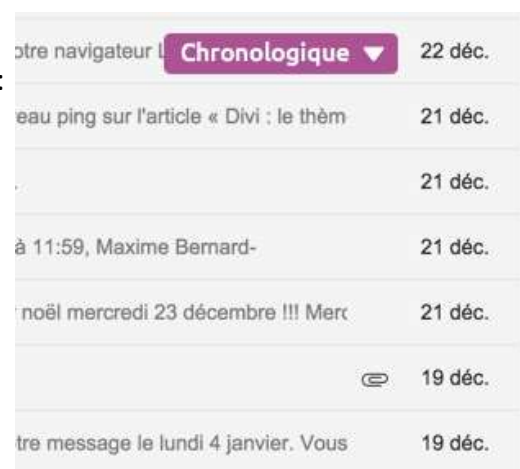 otre navigateur Chronologique 22 déc.
:
eau ping sur l'article « Divi : le thèm 21 déc.
. 21 déc.
à 11:59, Maxime Bernard- 21 déc.
noël mercredi 23 décembre !!! Merc 21 déc.
19 déc.
tre message le lundi 4 janvier. Vous 19 déc.